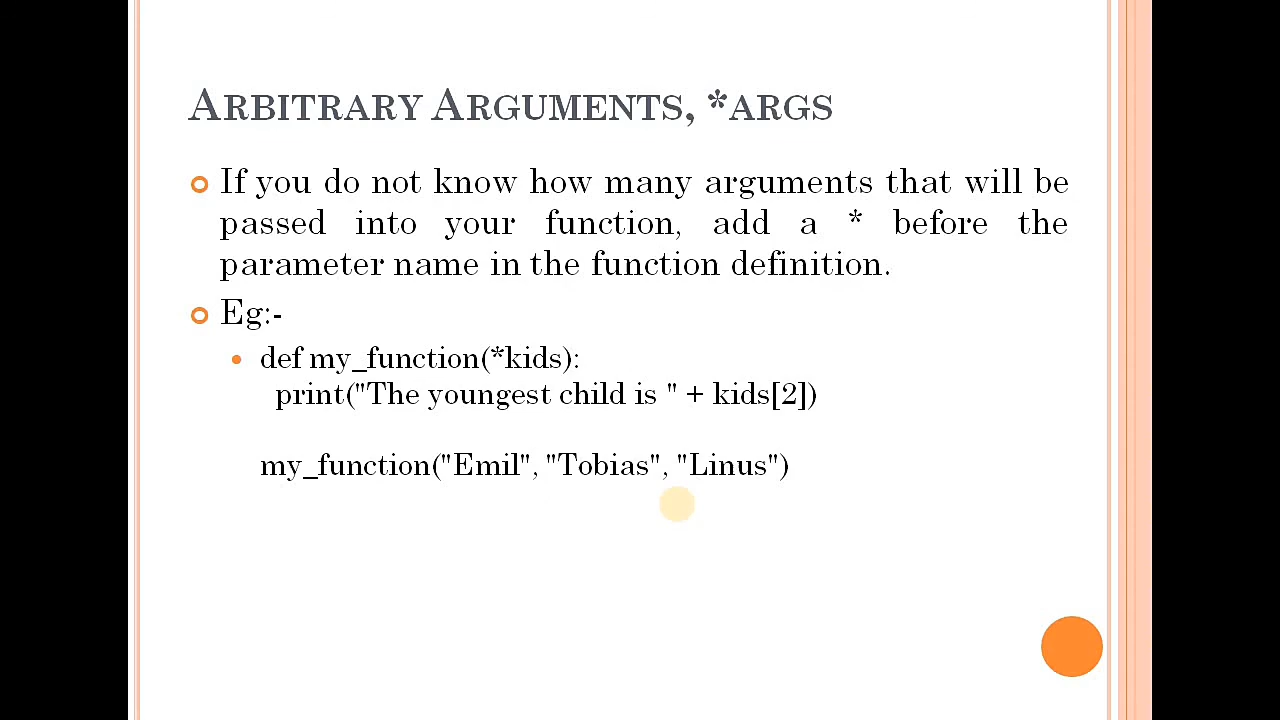 ARBITRARY ARGUMENTS, *ARGS
If you do not know how many arguments that will be
passed into your function, add a * before the
parameter name in the function definition.
Eg:-
def my_function(*kids):
print("The youngest child is " + kids[2])
my_function("Emil", "Tobias", "Linus")